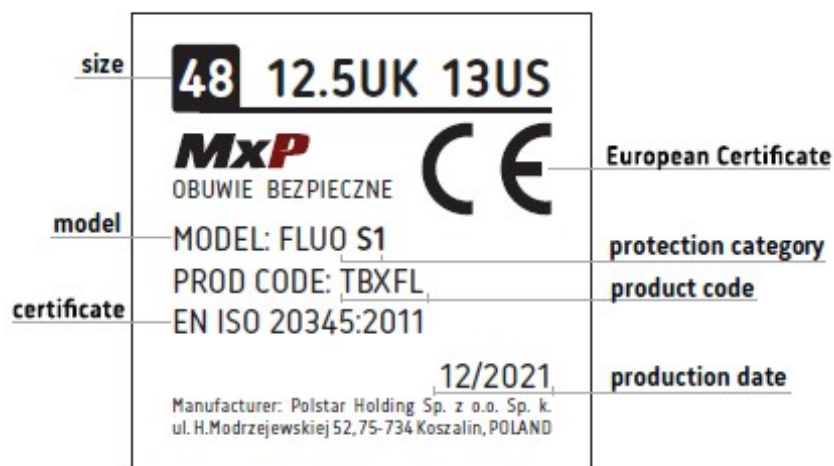 size
48 12.5UK 13US
MxP
CE
European Certificate
OBUWIE BEZPIECZNE
model
MODEL: FLUO S1
protection category
PROD CODE: TBXFL
product code
certificate
EN ISO 20345:2011
12/2021
production date
Manufacturer: Polstar Holding Sp. z o.o. Sp. k.
ul. H.Modrzejewskiej 52,75-734 Koszalin, POLAND